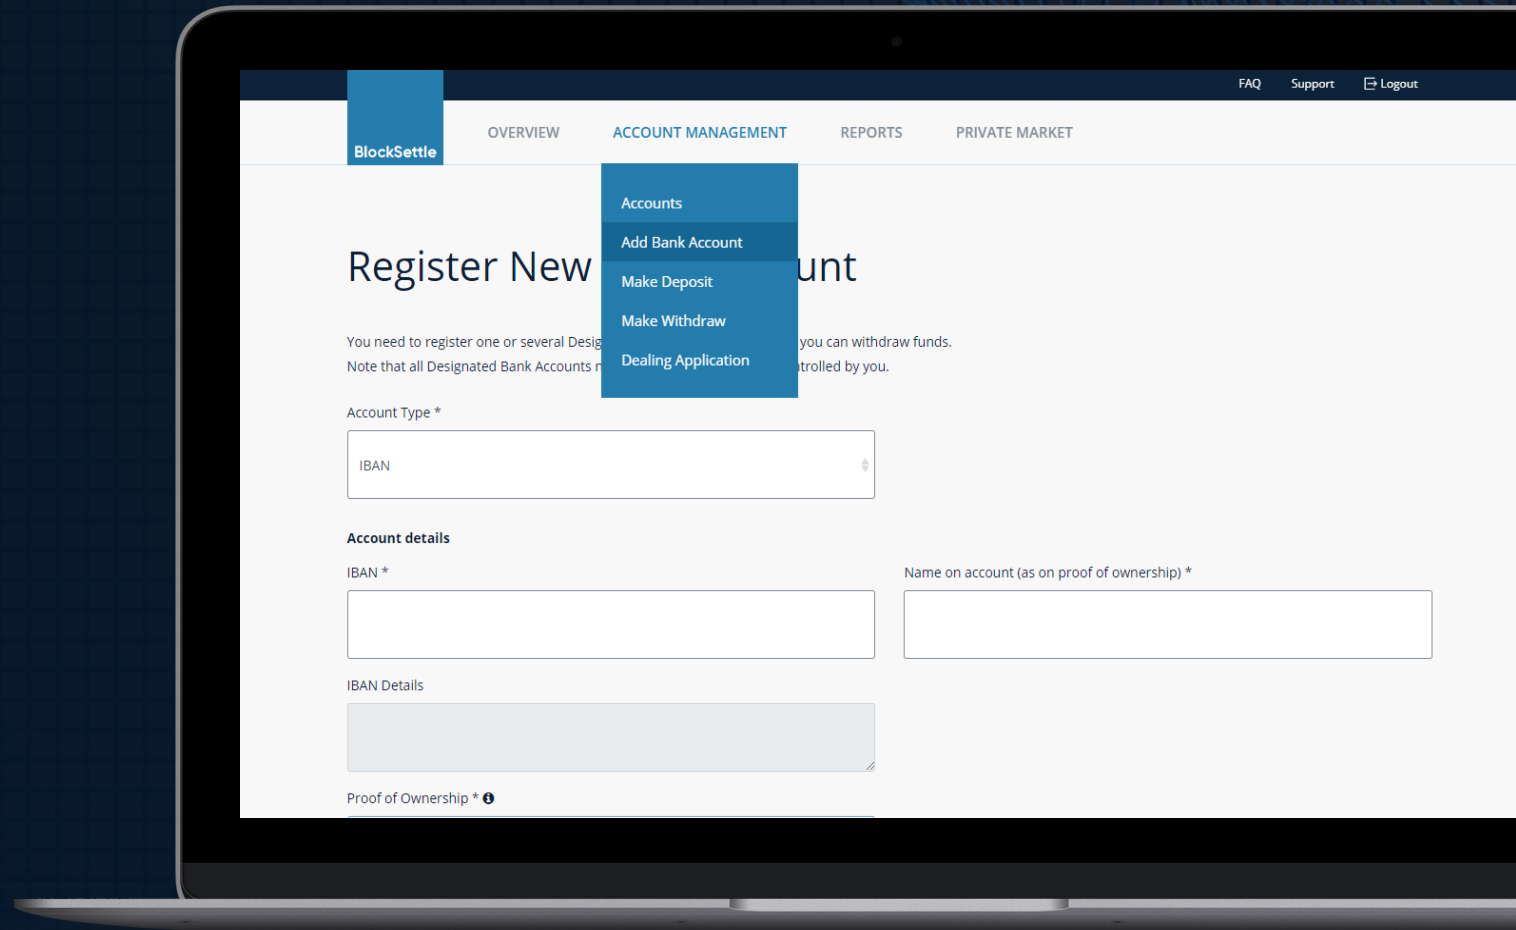 FAQ Support Logout
BlockSettle
OVERVIEW ACCOUNT MANAGEMENT REPORTS PRIVATE MARKET
Accounts
Add Bank Account
Make Deposit
Make Withdraw
Dealing Application
Register New unt
You need to register one or several you can withdraw funds.
Note that all Designated Bank Accounts by you.
Account Type *
IBAN
Account details
IBAN * Name on account (as on proof of ownership) *
IBAN Details
Proof of Ownership *